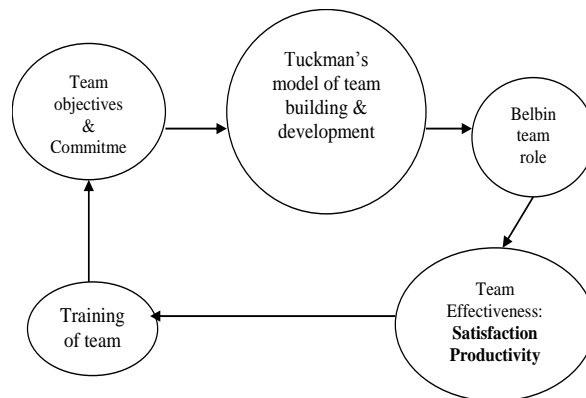 Team
objectives
&
Commitme
Tuckman's
model of team
building &
development
Belbin
team
role
Team
Effectiveness:
Satisfaction
Productivity
Training
of team